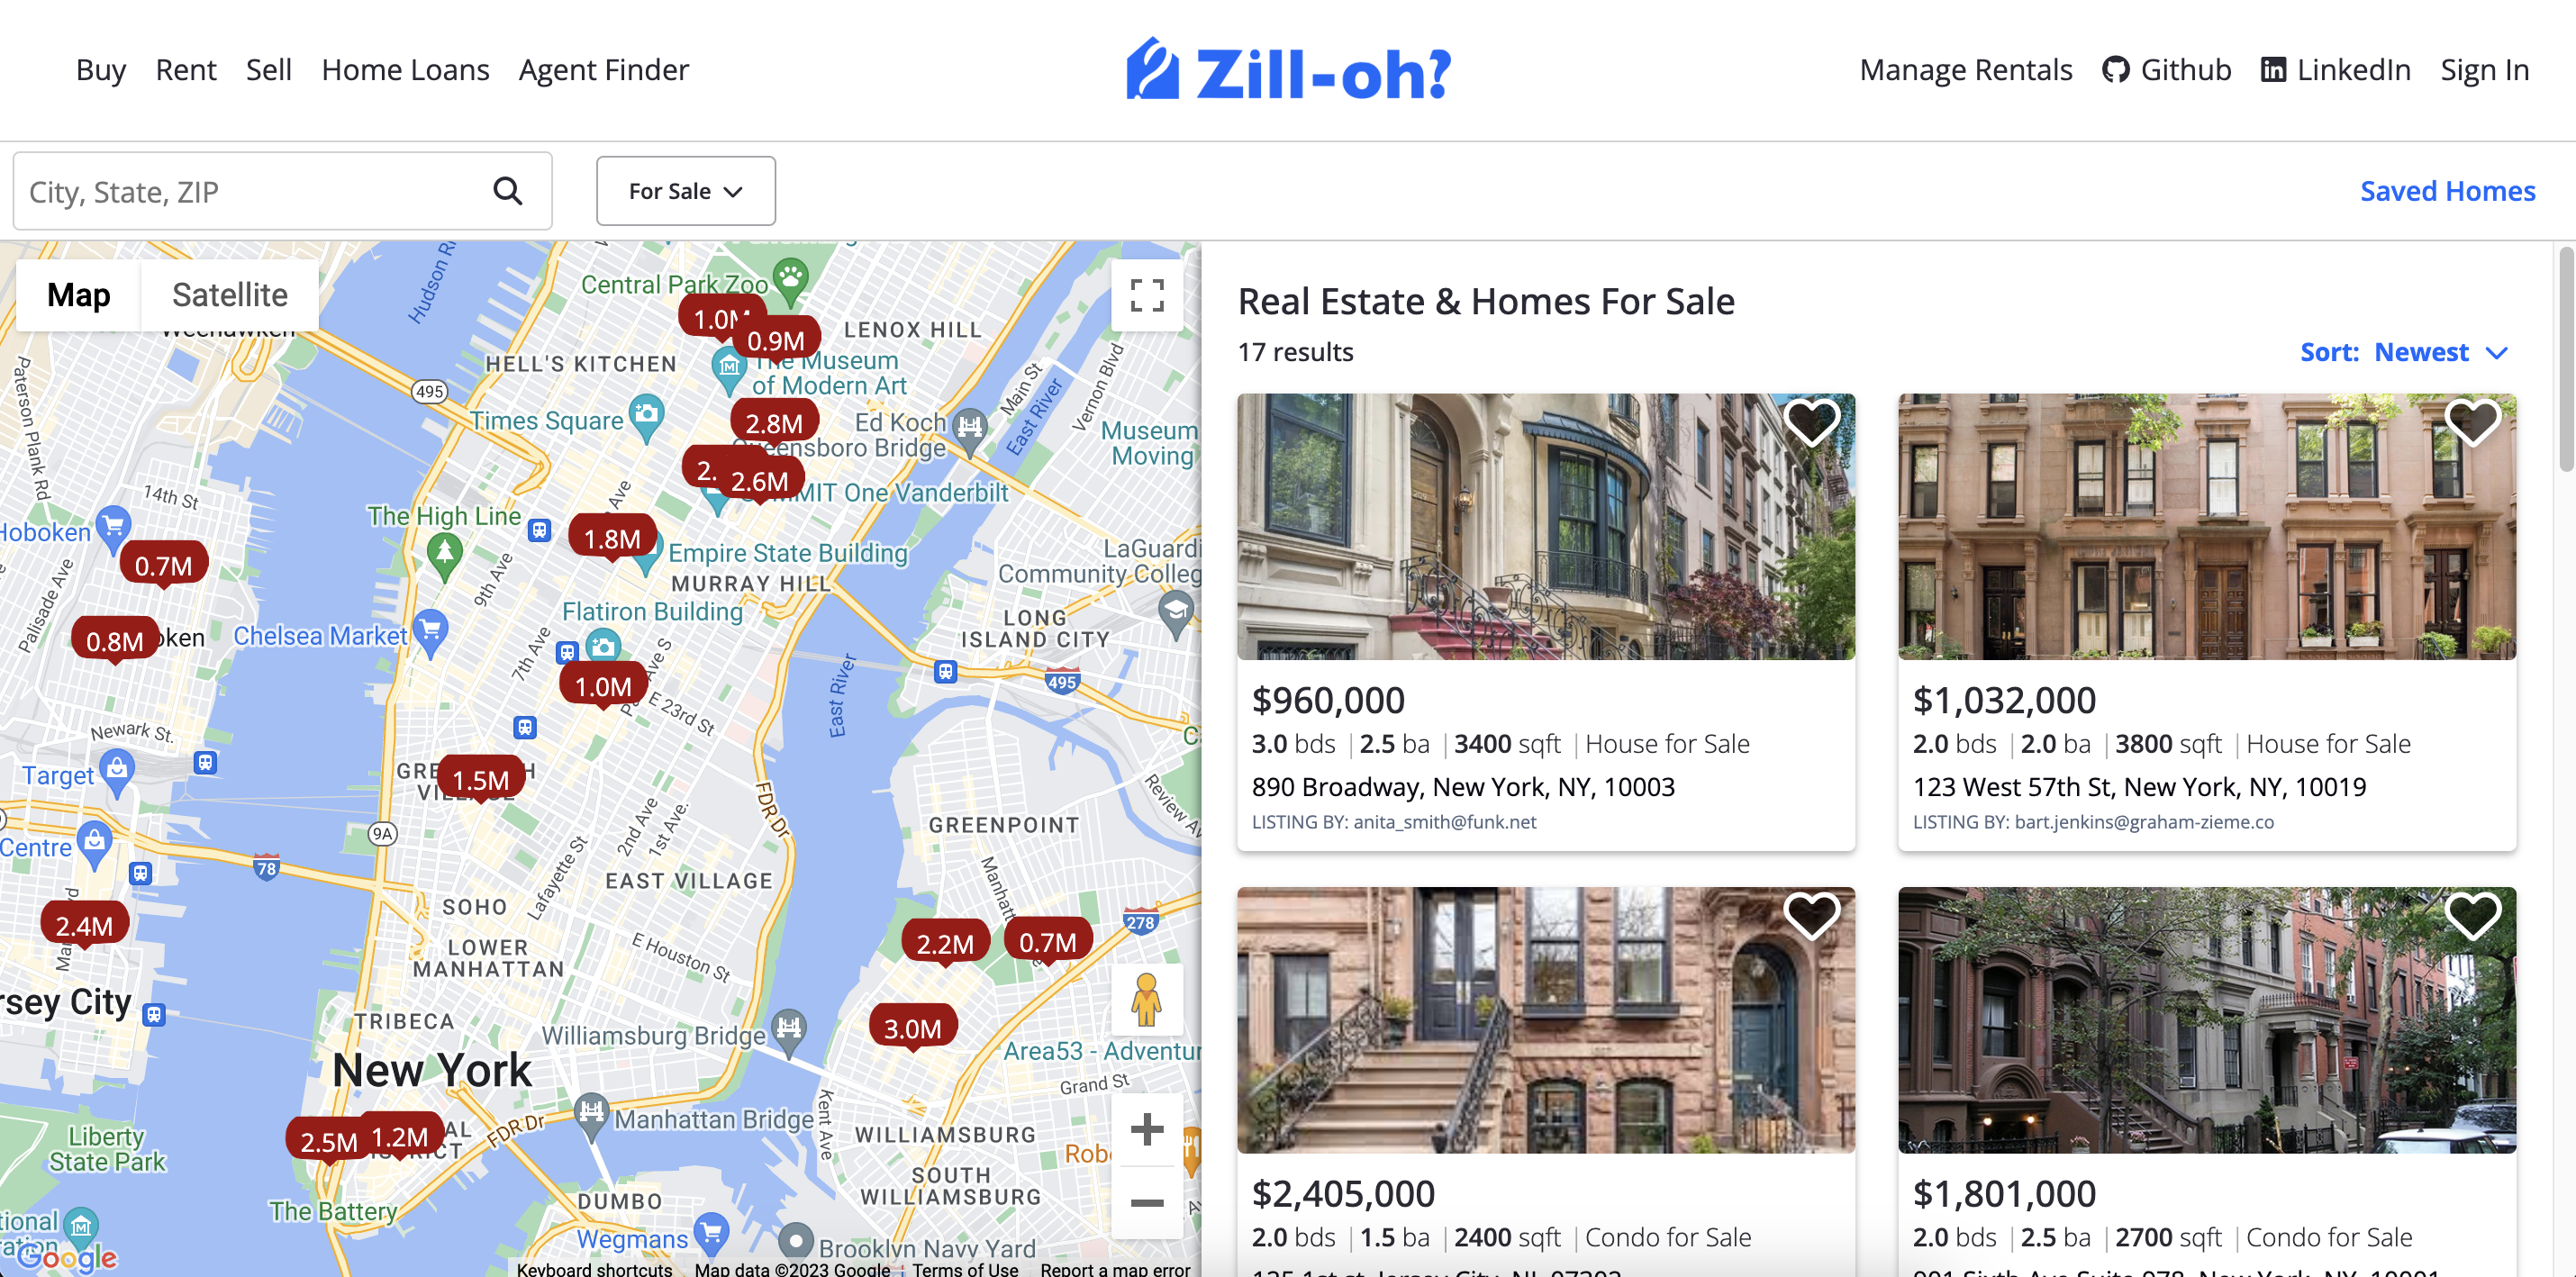 Buy Rent Sell Home Loans Agent Finder
Zill-oh?
Manage Rentals Github LinkedIn Sign In
City, State, ZIP
For Sale
Saved Homes
Map Satellite
Hudson
Central Park Zoo
1.0M
0.9M
LENOX HILL
HELL'S KITCHEN
The Museum
of Modern Art
495
Times Square
2.8M
Ed Koch
Queensboro Bridge
Main St
East River
Vernon Blvd
Museum
Moving
Paterson Plank Rd
14th St
2.
2.6M
SUMMIT One Vanderbilt
Ave
The High Line
Hoboken
0.7M
1.8M
Empire State Building
MURRAY HILL
LaGuardi
Community Colleg
9th Ave
Palisade Ave
Flatiron Building
LONG
ISLAND CITY
0.8M
Chelsea Market
7th Ave
1.0M
E 23rd St
East River
495
Newark St.
Target
1.5M
GREENWICH
VILLAGE
9A
FDR Dr
2nd Ave
1st Ave.
Review Av
GREENPOINT
Centre
78
Lafayette St
EAST VILLAGE
Manhatt
SOHO
2.4M
LOWER
MANHATTAN
E Houston St
2.2M
0.7M
278
rsey City
TRIBECA
Williamsburg Bridge
3.0M
Area53 - Adventur
New York
Grand St
Kent Ave
2.5M
1.2M
FDR Dr
Manhattan Bridge
WILLIAMSBURG
Liberty
State Park
SOUTH
WILLIAMSBURG
The Battery
DUMBO
Wegmans
Brooklyn Navy Yard
Google
Keyboard shortcuts Map data ©2023 Google Terms of Use Report a map error
Real Estate & Homes For Sale
17 results
Sort: Newest
$960,000
3.0 bds | 2.5 ba | 3400 sqft | House for Sale
890 Broadway, New York, NY, 10003
LISTING BY: anita_smith@funk.net
$1,032,000
2.0 bds | 2.0 ba | 3800 sqft | House for Sale
123 West 57th St, New York, NY, 10019
LISTING BY: bart.jenkins@graham-zieme.co
$2,405,000
2.0 bds | 1.5 ba | 2400 sqft | Condo for Sale
$1,801,000
2.0 bds | 2.5 ba | 2700 sqft | Condo for Sale